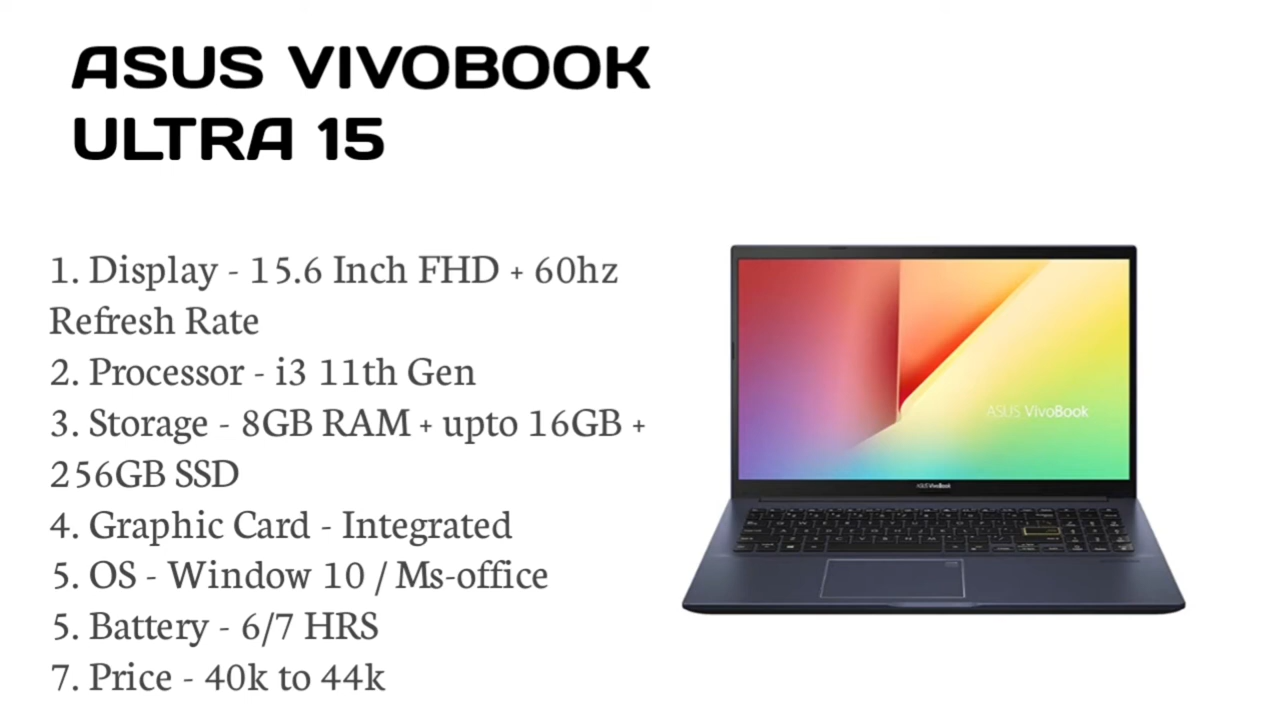 ASUS VIVOBOOK
ULTRA 15
1. Display - 15.6 Inch FHD + 60hz
Refresh Rate
2. Processor - i3 11th Gen
3. Storage - 8GB RAM + upto 16GB +
256GB SSD
4. Graphic Card - Integrated
5. OS - Window 10 / Ms-office
5. Battery - 6/7 HRS
7. Price - 40k to 44k
ASUS VivoBook
ASUS VivoBook